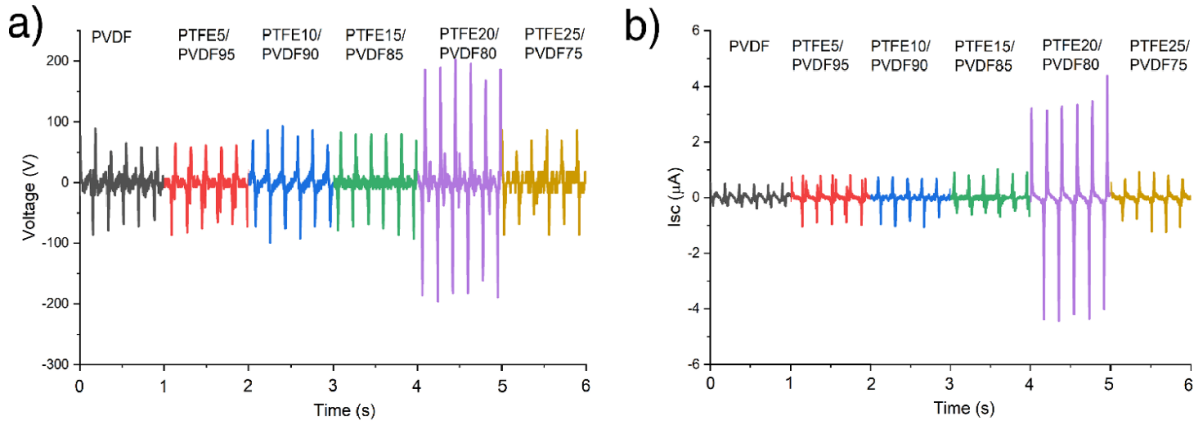 a)
PVDF
PTFE5/
PVDF95
PTFE10/
PVDF90
PTFE15/
PVDF85
PTFE20/
PVDF80
PTFE25/
PVDF75
Voltage (V)
200
100
0
-100
-200
-300
0 1 2 3 4 5 6
Time (s)
b)
PVDF
PTFE5/
PVDF95
PTFE10/
PVDF90
PTFE15/
PVDF85
PTFE20/
PVDF80
PTFE25/
PVDF75
Isc (µA)
6
4
2
0
-2
-4
-6
0 1 2 3 4 5 6
Time (s)